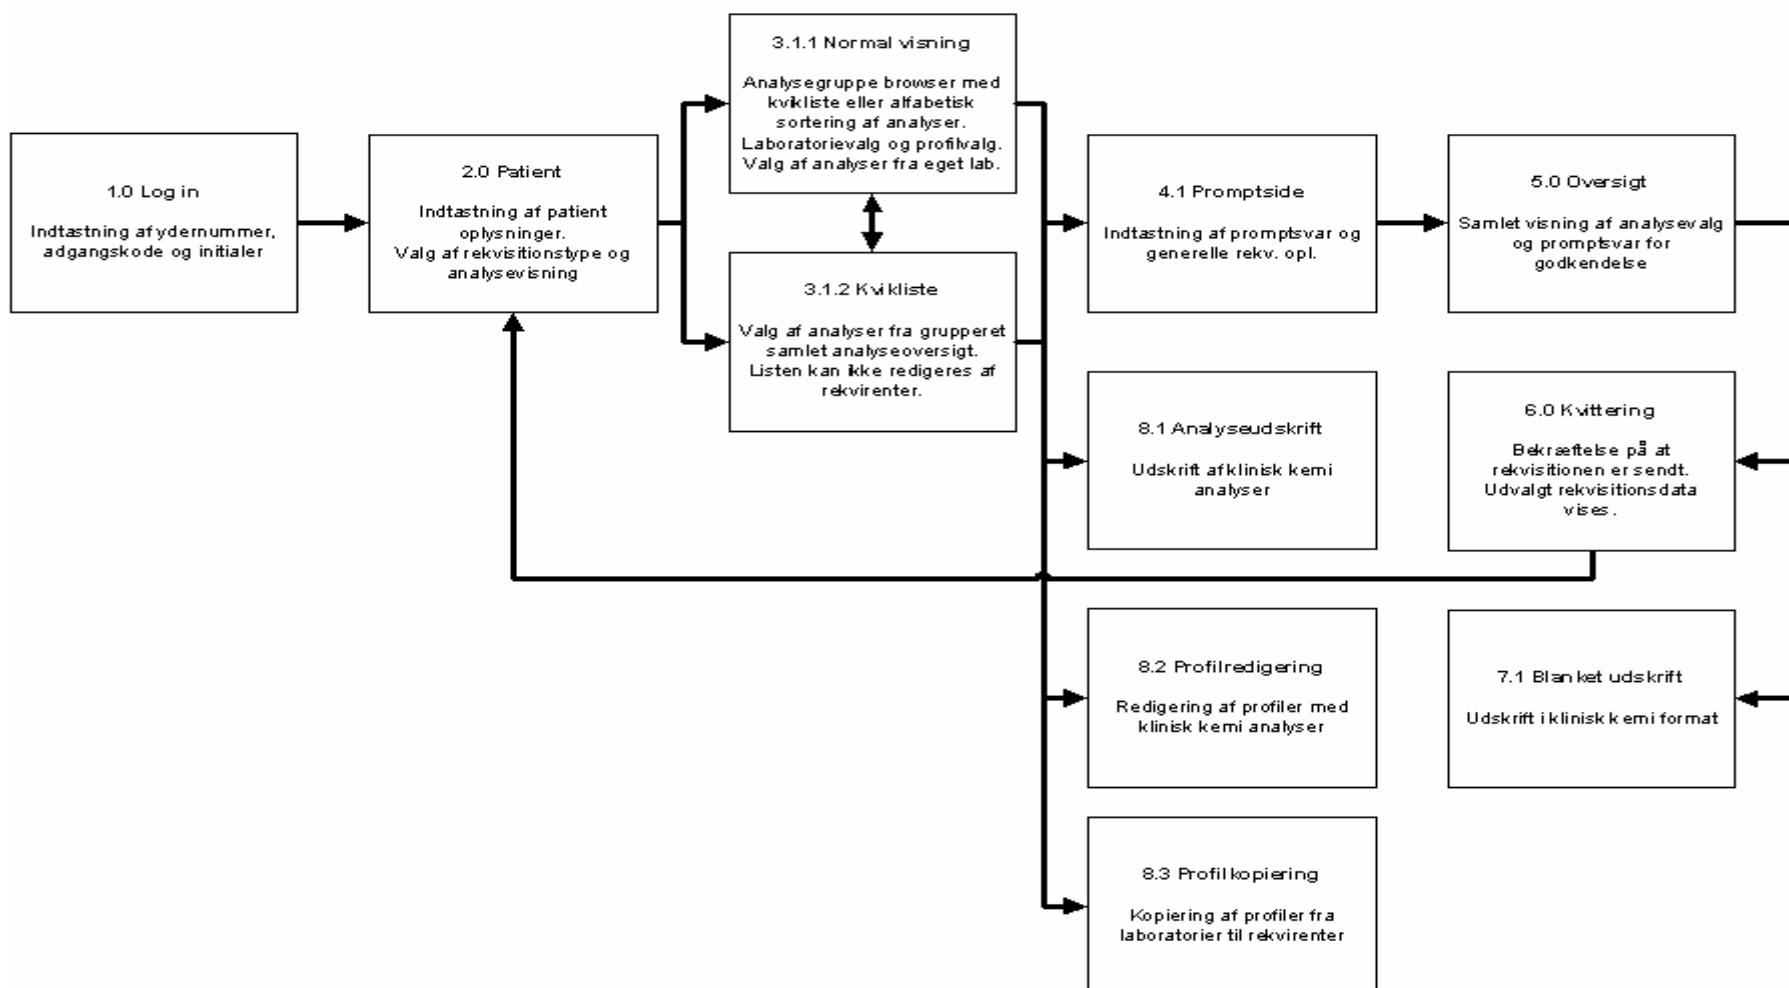 1.0 Log in
Indtastning af ydernummer,
adgangskode og initialer
2.0 Patient
Indtastning af patient
oplysninger.
Valg af rekvisitionstype og
analysevisning
3.1.1 Normal visning
Analysegruppe browser med
kvikliste eller alfabetisk
sortering af analyser.
Laboratorievalg og profilvalg.
Valg af analyser fra eget lab.
3.1.2 Kvikliste
Valg af analyser fra grupperet
samlet analyseoversigt.
Listen kan ikke redigeres af
rekvirenter.
4.1 Promptside
Indtastning af promptsvar og
generelle rekv. opl.
5.0 Oversigt
Samlet visning af analysevalg
og promptsvar for
godkendelse
8.1 Analyseudskrift
Udskrift af klinisk kemi
analyser
6.0 Kvittering
Bekræftelse på at
rekvisitionen er sendt.
Udvalgt rekvisitionsdata
vises.
8.2 Profilredigering
Redigering af profiler med
klinisk kemi analyser
7.1 Blanket udskrift
Udskrift i klinisk kemi format
8.3 Profilkopiering
Kopiering af profiler fra
laboratorier til rekvirenter